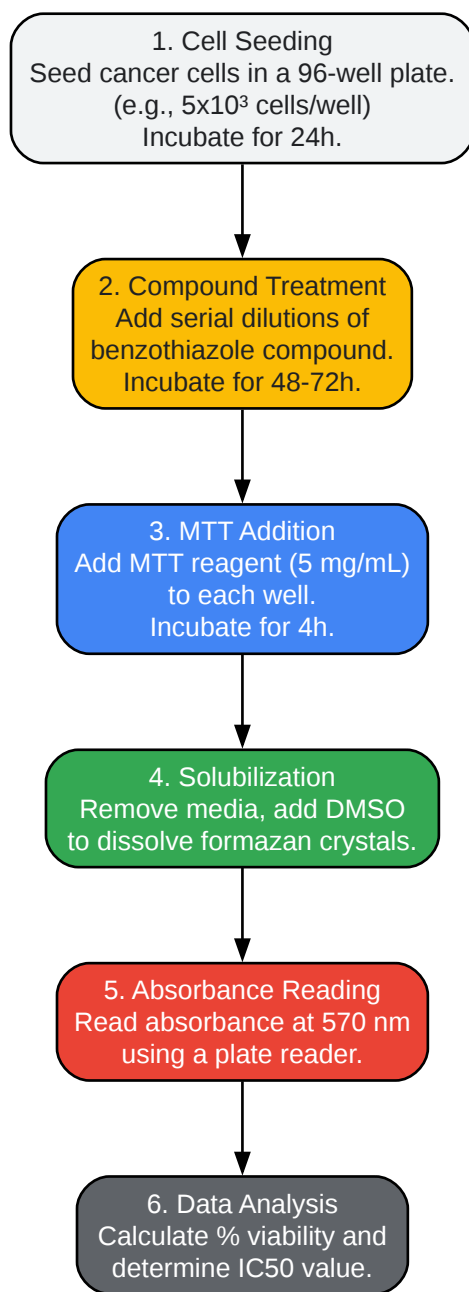 1. Cell Seeding
Seed cancer cells in a 96-well plate.
(e.g., 5x10³ cells/well)
Incubate for 24h.
2. Compound Treatment
Add serial dilutions of
benzothiazole compound.
Incubate for 48-72h.
3. MTT Addition
Add MTT reagent (5 mg/mL)
to each well.
Incubate for 4h.
4. Solubilization
Remove media, add DMSO
to dissolve formazan crystals.
5. Absorbance Reading
Read absorbance at 570 nm
using a plate reader.
6. Data Analysis
Calculate % viability and
determine IC50 value.